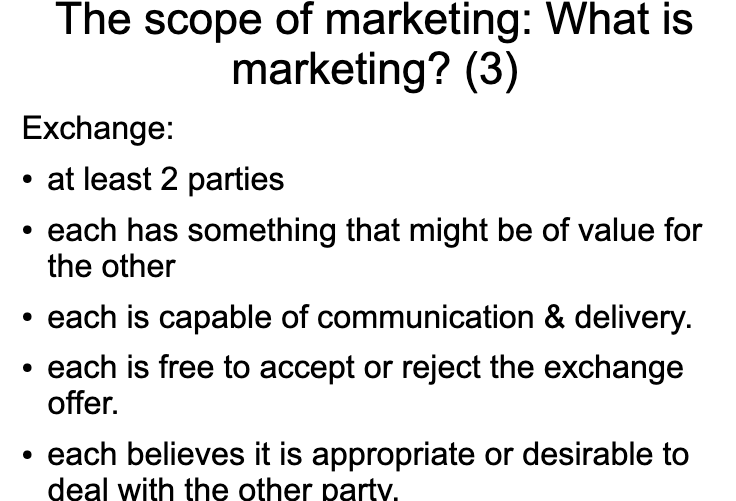 The scope of marketing: What is
marketing? (3)
Exchange:
• at least 2 parties
• each has something that might be of value for
the other
• each is capable of communication & delivery.
• each is free to accept or reject the exchange
offer.
• each believes it is appropriate or desirable to
deal with the other party.